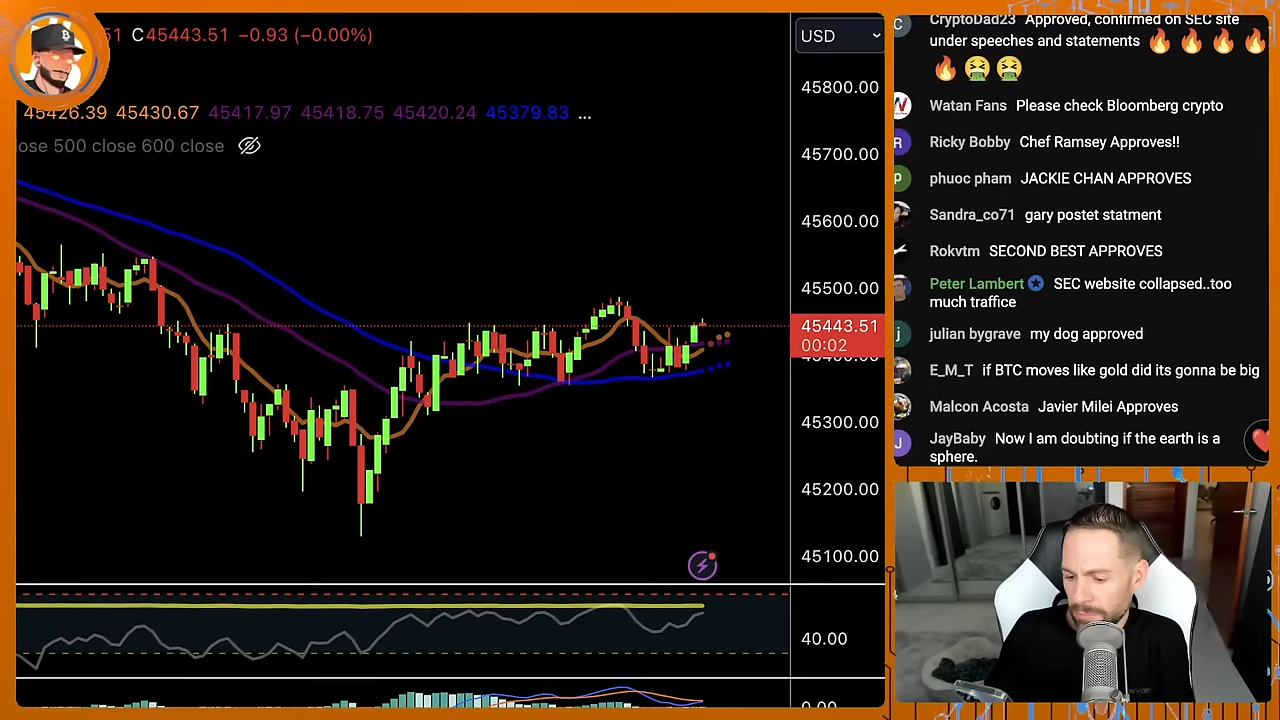 51 C45443.51 −0.93 (−0.00%)
45426.39 45430.67 45417.97 45418.75 45420.24 45379.83 ...
ose 500 close 600 close
USD
45800.00
45700.00
45600.00
45500.00
45443.51
00:02
45400.00
45300.00
45200.00
45100.00
40.00
0.00
CryptoDad23 Approved, confirmed on SEC site
under speeches and statements 🔥 🔥 🔥 🔥
🔥 🤮 🤮
Watan Fans Please check Bloomberg crypto
Ricky Bobby Chef Ramsey Approves!!
phuoc pham JACKIE CHAN APPROVES
Sandra_co71 gary postet statment
Rokvtm SECOND BEST APPROVES
Peter Lambert SEC website collapsed..too
much traffice
julian bygrave my dog approved
E_M_T if BTC moves like gold did its gonna be big
Malcon Acosta Javier Milei Approves
JayBaby Now I am doubting if the earth is a
sphere.